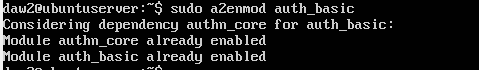 daw2@ubuntuserver:~$ sudo a2enmod auth_basic
Considering dependency authn_core for auth_basic:
Module authn_core already enabled
Module auth_basic already enabled